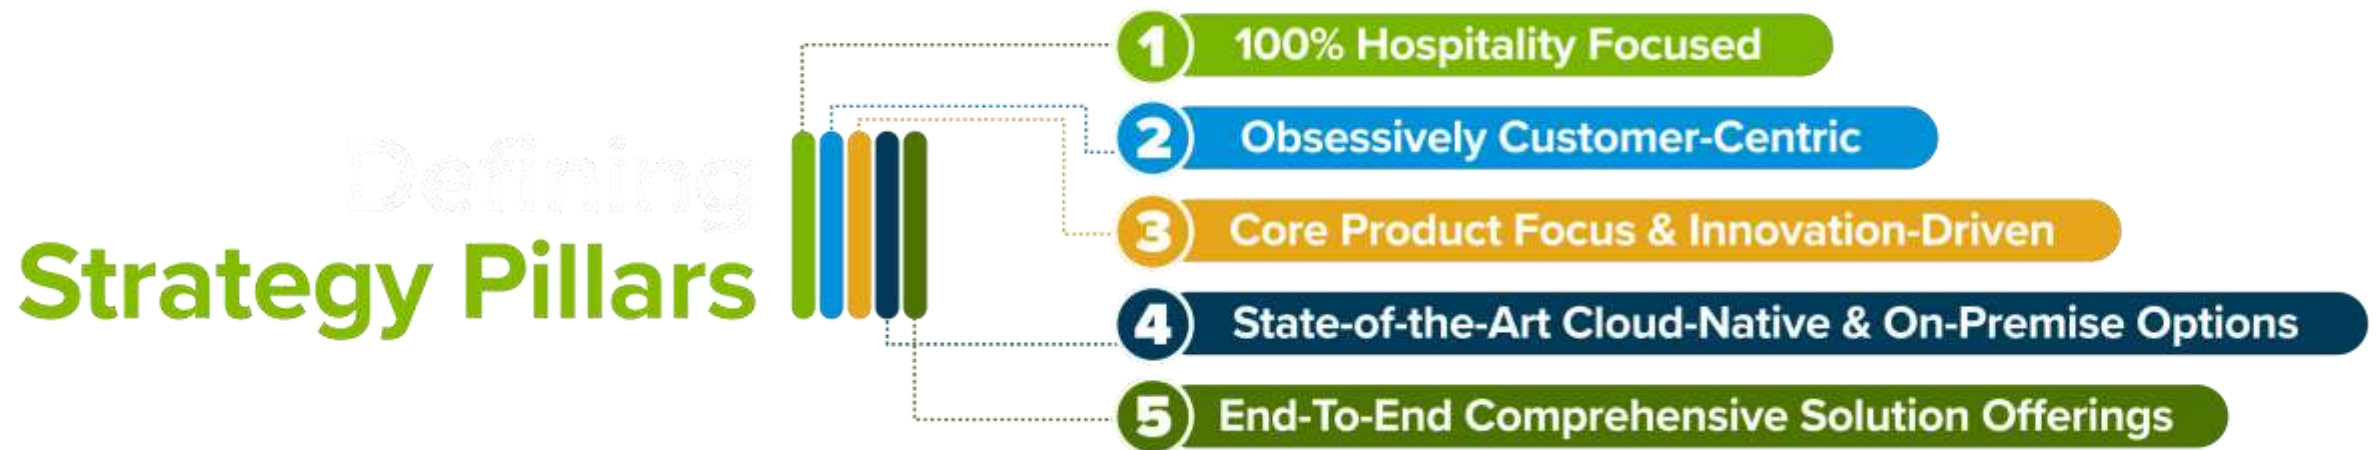 Defining
Strategy Pillars
1 100% Hospitality Focused
2 Obsessively Customer-Centric
3 Core Product Focus & Innovation-Driven
4 State-of-the-Art Cloud-Native & On-Premise Options
5 End-To-End Comprehensive Solution Offerings